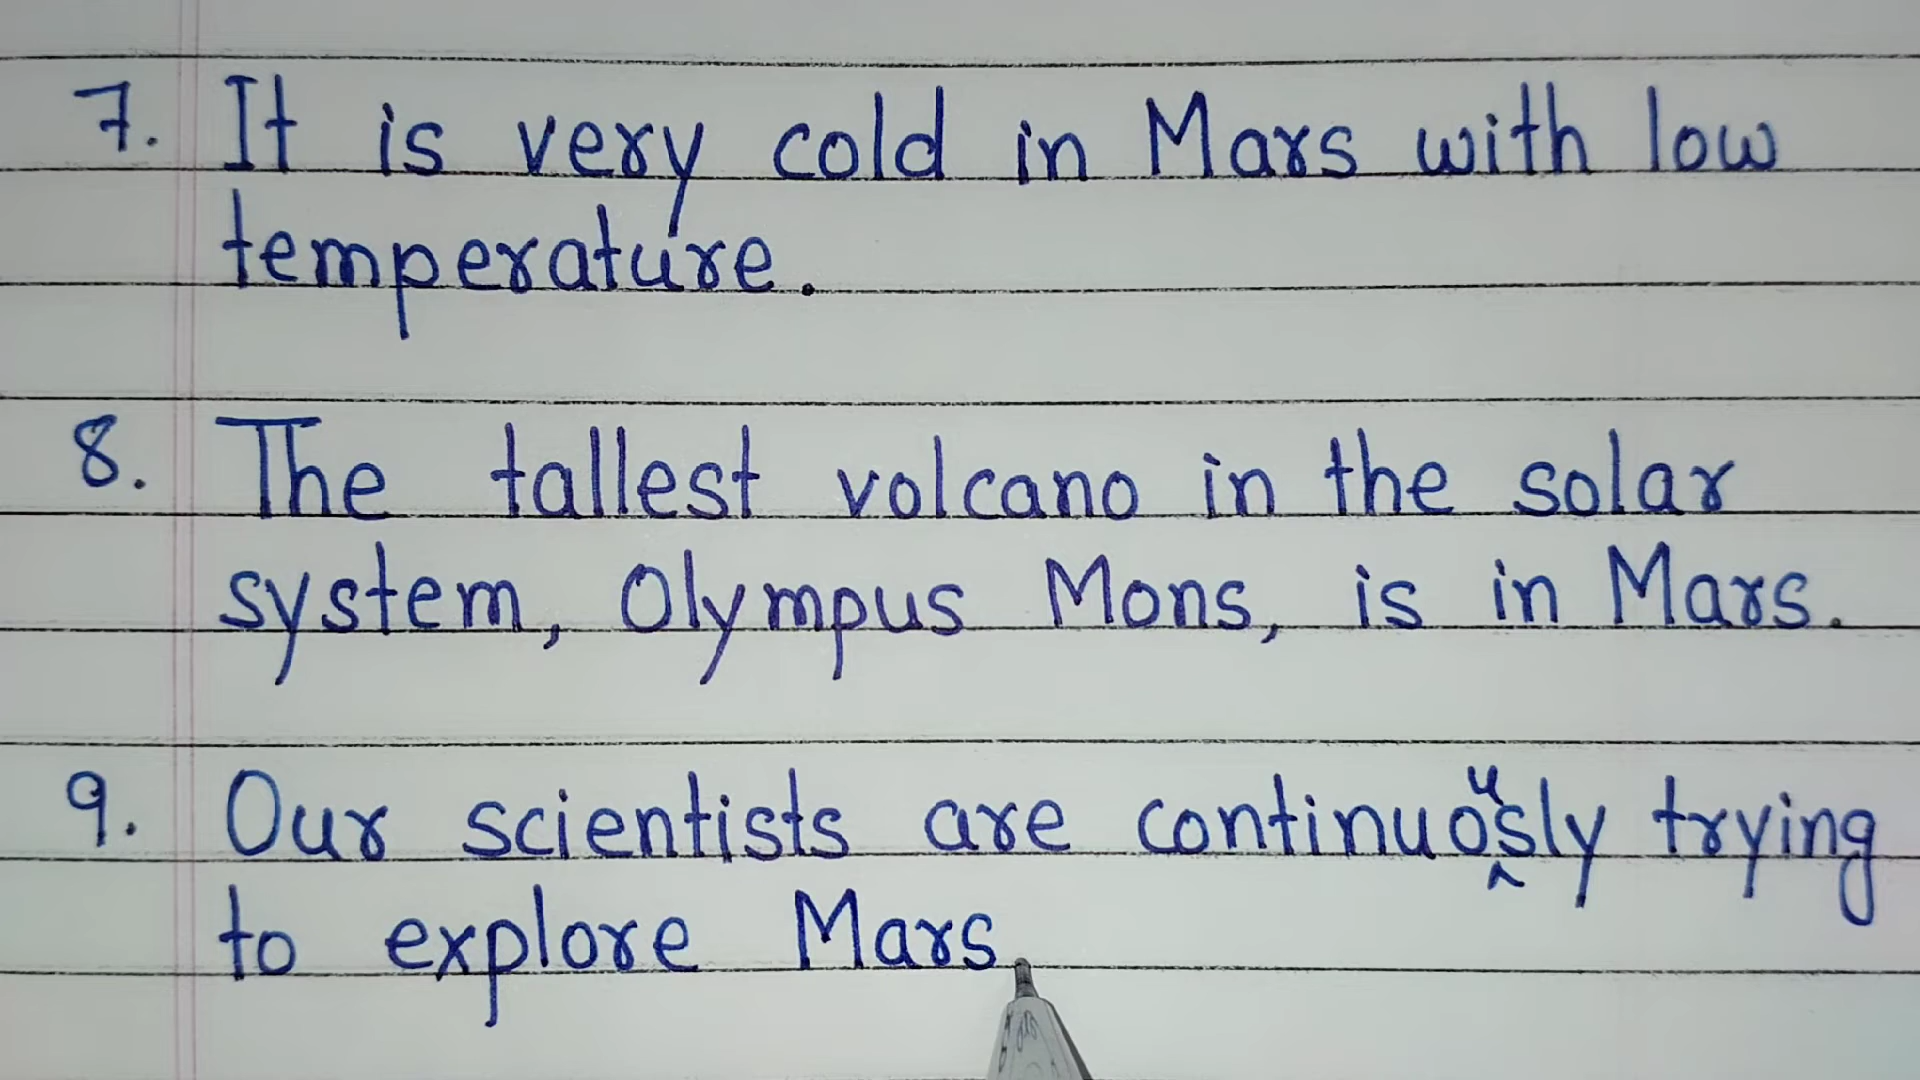 7. It is very cold in Mars with low
temperature.
8. The tallest volcano in the solar
system, Olympus Mons, is in Mars.
9. Our scientists are continuously trying
to explore Mars.